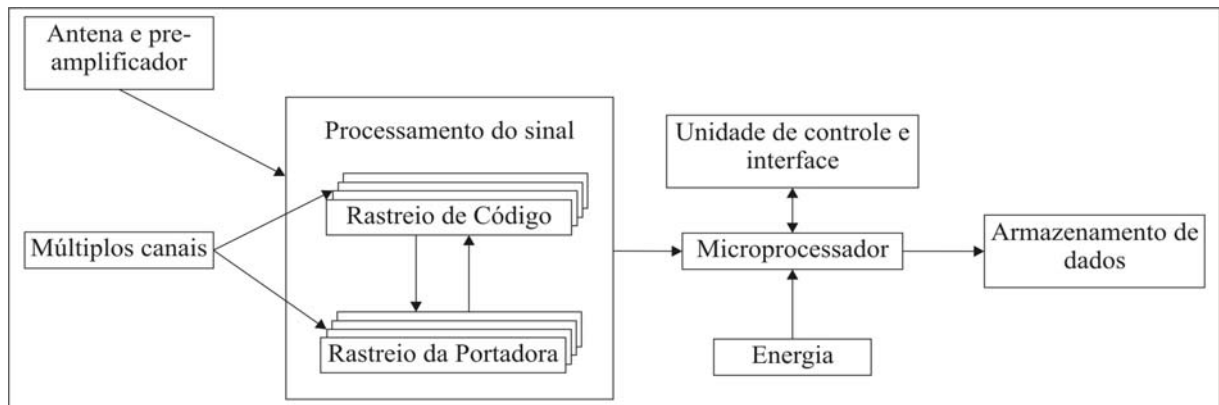 Antena e pre-
amplificador
Processamento do sinal
Unidade de controle e
interface
Rastreio de Código
Múltiplos canais
Microprocessador
Armazenamento de
dados
Rastreio da Portadora
Energia